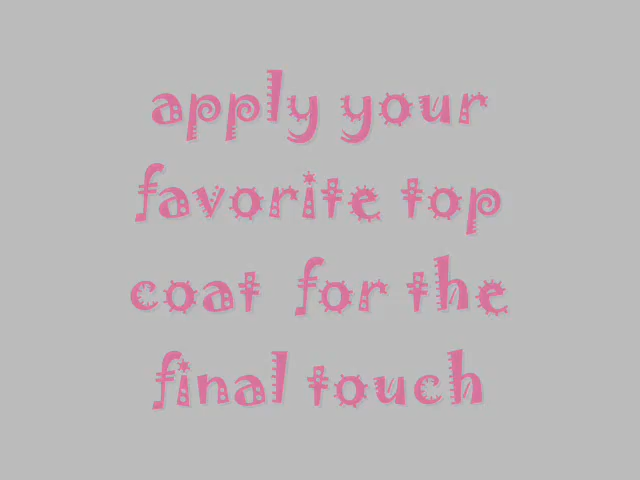 apply your
favorite top
coat for the
final touch